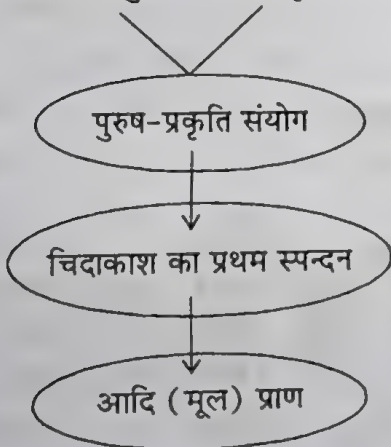 पुरुष-प्रकृति संयोग
चिदाकाश का प्रथम स्पन्दन
आदि (मूल) प्राण